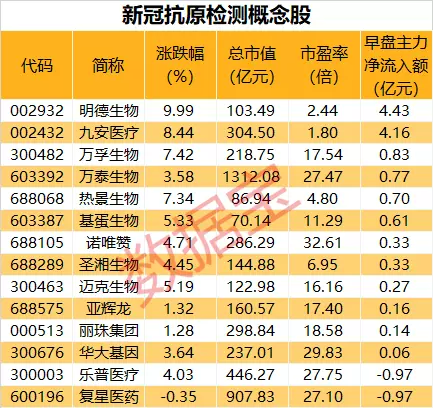 新冠抗原检测概念股
代码 简称 涨跌幅（%） 总市值（亿元） 市盈率（倍） 早盘主力净流入额（亿元）
002932 明德生物 9.99 103.49 2.44 4.43
002432 九安医疗 8.44 304.50 1.80 4.16
300482 万孚生物 7.42 218.75 17.54 0.83
603392 万泰生物 3.58 1312.08 27.47 0.77
688068 热景生物 7.34 86.94 4.80 0.70
603387 基蛋生物 5.33 70.14 11.29 0.61
688105 诺唯赞 4.71 286.29 32.61 0.33
688289 圣湘生物 4.45 144.88 6.95 0.33
300463 迈克生物 5.19 122.98 16.16 0.27
688575 亚辉龙 1.32 160.57 17.40 0.16
000513 丽珠集团 1.28 298.84 18.58 0.14
300676 华大基因 3.64 237.01 29.83 0.06
300003 乐普医疗 4.03 446.27 27.75 -0.97
600196 复星医药 -0.35 907.83 27.10 -0.97
数据宝